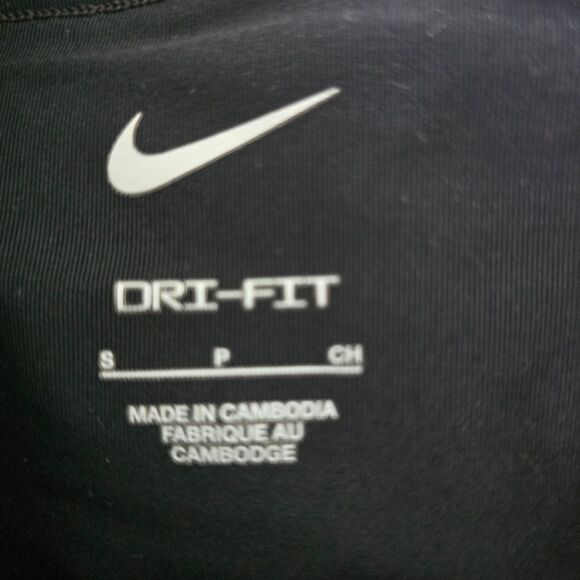 DRI-FIT
S P CH
MADE IN CAMBODIA
FABRIQUE AU
CAMBODGE